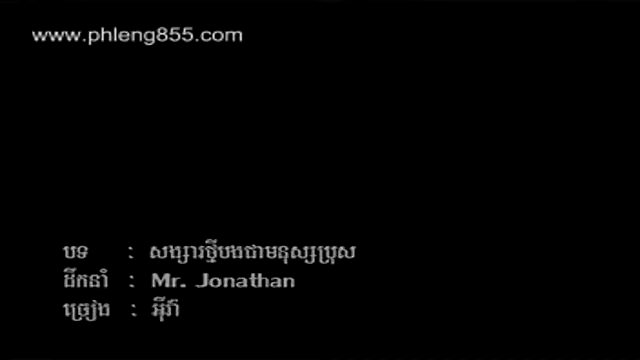 www.phleng855.com
បទ : សង្សារថ្មីបងជាមនុស្សប្រុស
ដឹកនាំ : Mr. Jonathan
ច្រៀង : អ៊ីវ៉ា